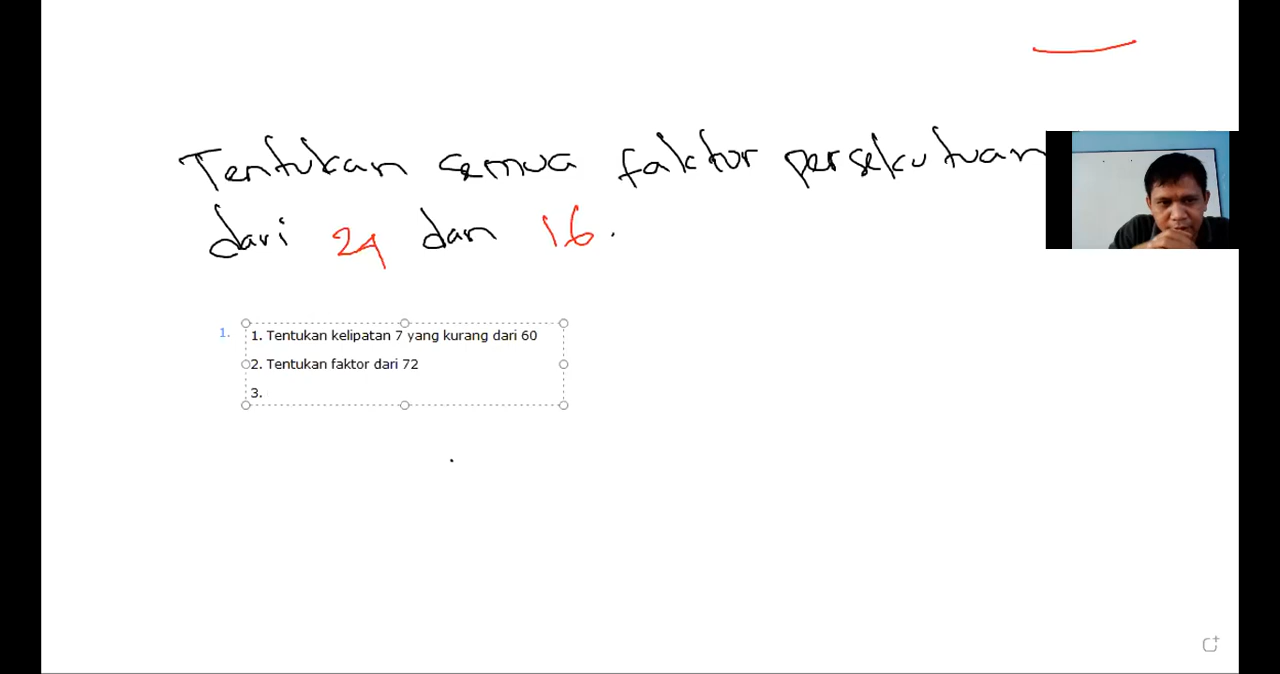 Tentukan semua faktor persekutuan
dari 24 dan 16.
1.
1. Tentukan kelipatan 7 yang kurang dari 60
2. Tentukan faktor dari 72
3.